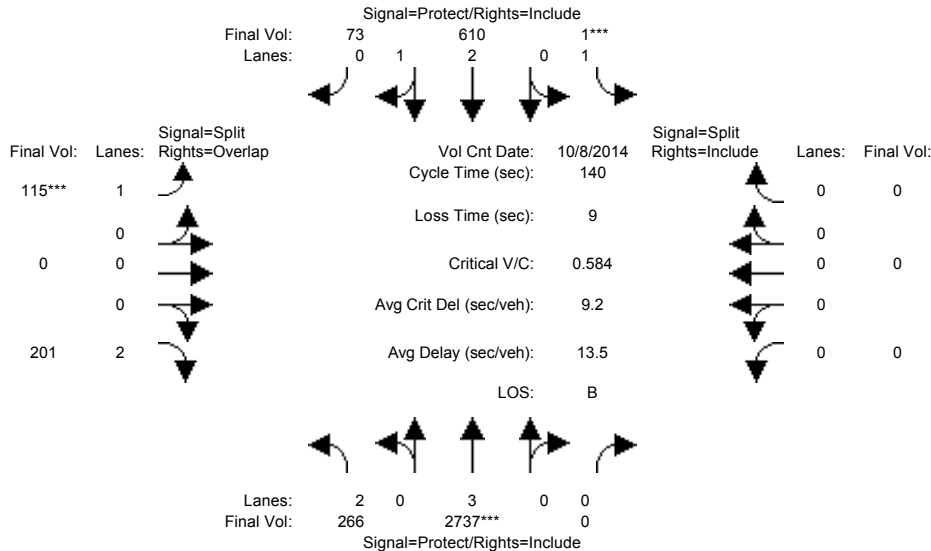 Signal=Protect/Rights=Include
Final Vol: 73 610 1***
Lanes: 0 1 2 0 1
Signal=Split Signal=Split
Final Vol: Lanes: Rights=Overlap Vol Cnt Date: 10/8/2014 Rights=Include Lanes: Final Vol:
Cycle Time (sec): 140
115*** 1 0 0
Loss Time (sec): 9
0 0
0 0 Critical V/C: 0.584 0 0
0 Avg Crit Del (sec/veh): 9.2 0
201 2 Avg Delay (sec/veh): 13.5 0 0
LOS: B
Lanes: 2 0 3 0 0
Final Vol: 266 2737*** 0
Signal=Protect/Rights=Include